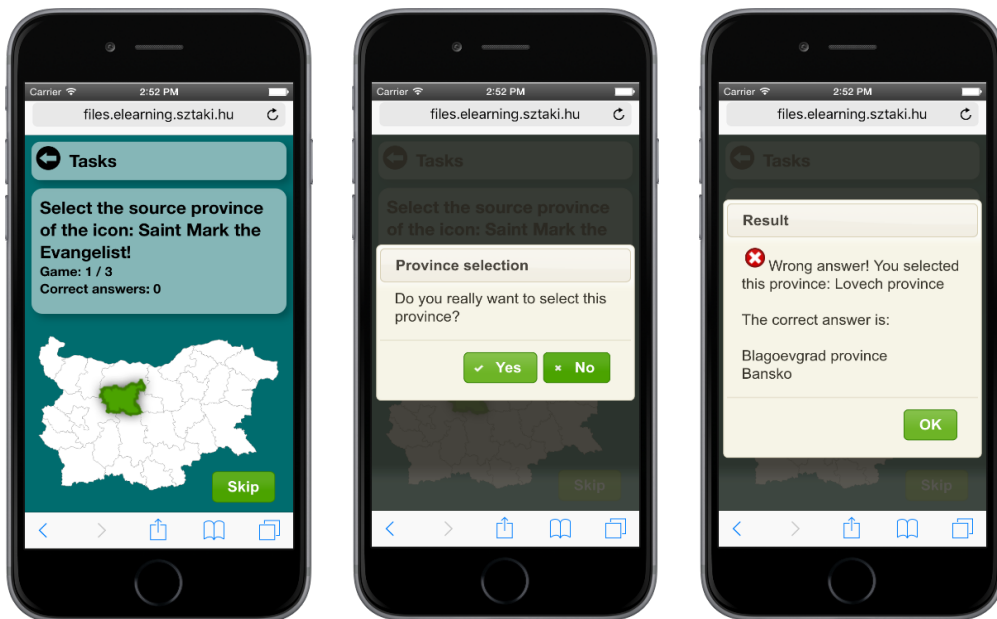 Carrier 2:52 PM
files.elearning.sztaki.hu
Tasks
Select the source province
of the icon: Saint Mark the
Evangelist!
Game: 1 / 3
Correct answers: 0
Skip
Carrier 2:52 PM
files.elearning.sztaki.hu
Tasks
Select the source province
of the icon: Saint Mark the
Province selection
Do you really want to select this
province?
Yes No
Skip
Carrier 2:52 PM
files.elearning.sztaki.hu
Tasks
Result
Wrong answer! You selected
this province: Lovech province
The correct answer is:
Blagoevgrad province
Bansko
OK
Skip